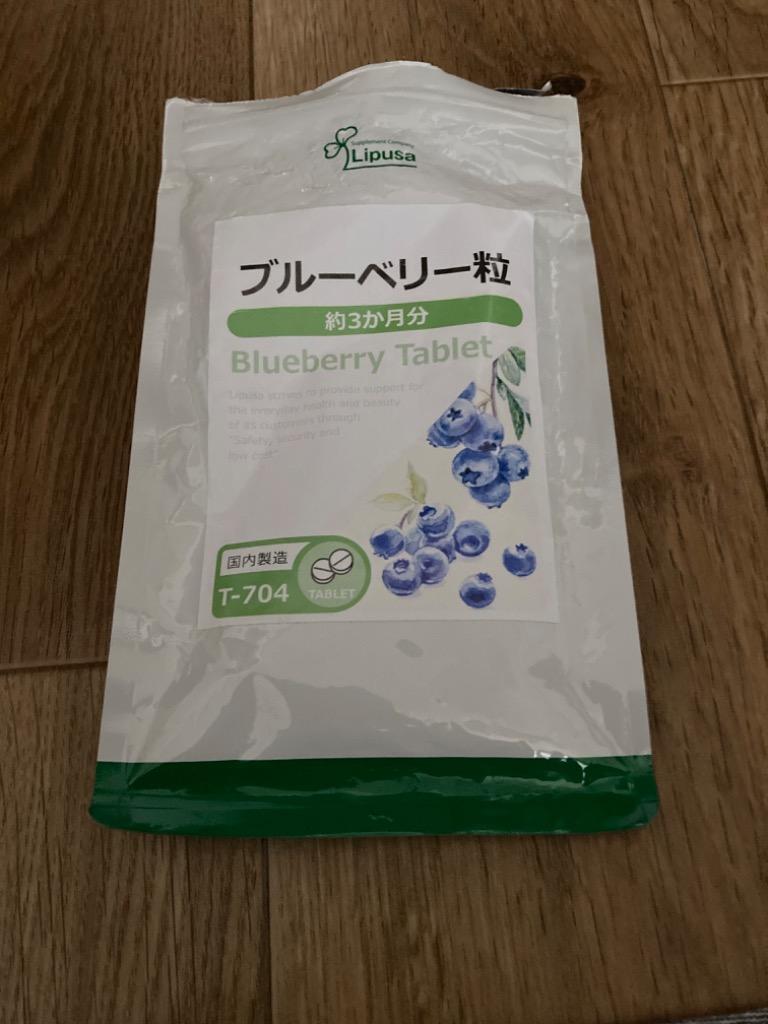 Supplement Company
Lipusa
ブルーベリー粒
約3か月分
Blueberry Tablet
Lipusa strives to provide support for
the everyday health and beauty
of its customers through
"Safety, security and
low cost"
国内製造
T-704
TABLET